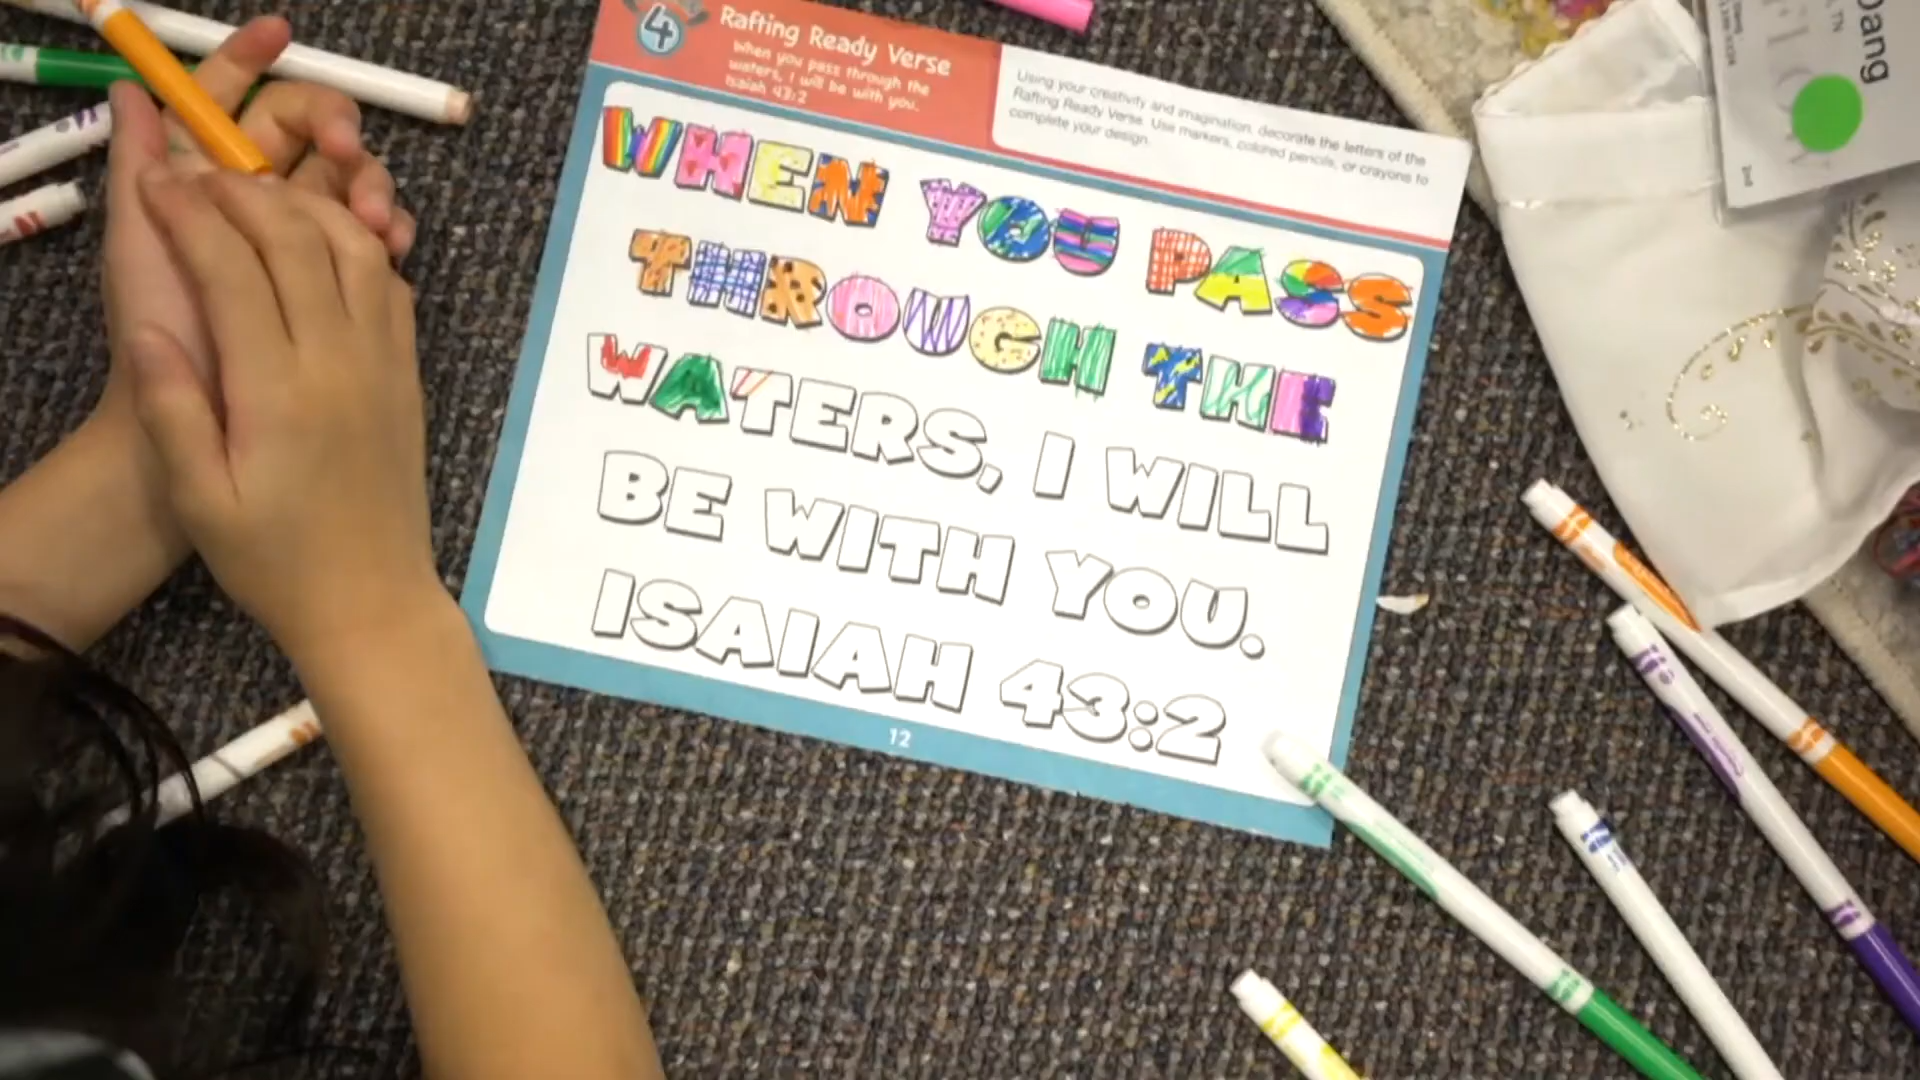 4
Rafting Ready Verse
When you pass through the
waters, I will be with you.
Isaiah 43:2
Using your creativity and imagination, decorate the letters of the
Rafting Ready Verse. Use markers, colored pencils, or crayons to
complete your design.
WHEN YOU PASS
THROUGH THE
WATERS, I WILL
BE WITH YOU.
ISAIAH 43:2
12
Dang
TN
2nd